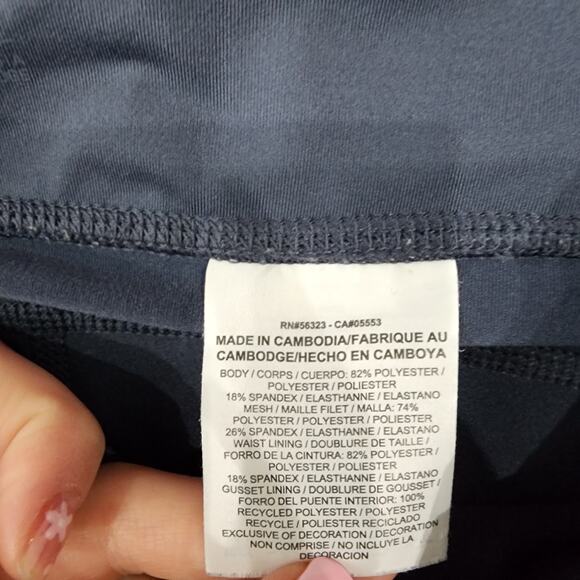 RN#56323 - CA#05553
MADE IN CAMBODIA/FABRIQUE AU
CAMBODGE/HECHO EN CAMBOYA
BODY / CORPS / CUERPO: 82% POLYESTER /
POLYESTER / POLIESTER
18% SPANDEX / ELASTHANNE / ELASTANO
MESH / MAILLE FILET / MALLA: 74%
POLYESTER / POLYESTER / POLIESTER
26% SPANDEX / ELASTHANNE / ELASTANO
WAIST LINING / DOUBLURE DE TAILLE /
FORRO DE LA CINTURA: 82% POLYESTER /
POLYESTER / POLIESTER
18% SPANDEX / ELASTHANNE / ELASTANO
GUSSET LINING / DOUBLURE DE GOUSSET /
FORRO DEL PUENTE INTERIOR: 100%
RECYCLED POLYESTER / POLYESTER
RECYCLE / POLIESTER RECICLADO
EXCLUSIVE OF DECORATION / DECORATION
NON COMPRISE / NO INCLUYE LA
DECORACION